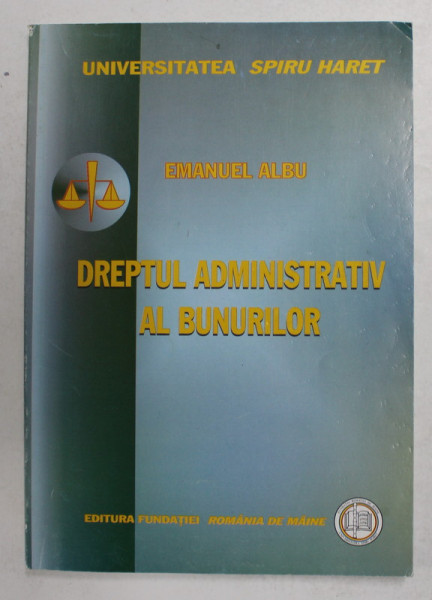 UNIVERSITATEA SPIRU HARET
EMANUEL ALBU
DREPTUL ADMINISTRATIV
AL BUNURILOR
EDITURA FUNDAȚIEI ROMÂNIA DE MÂINE